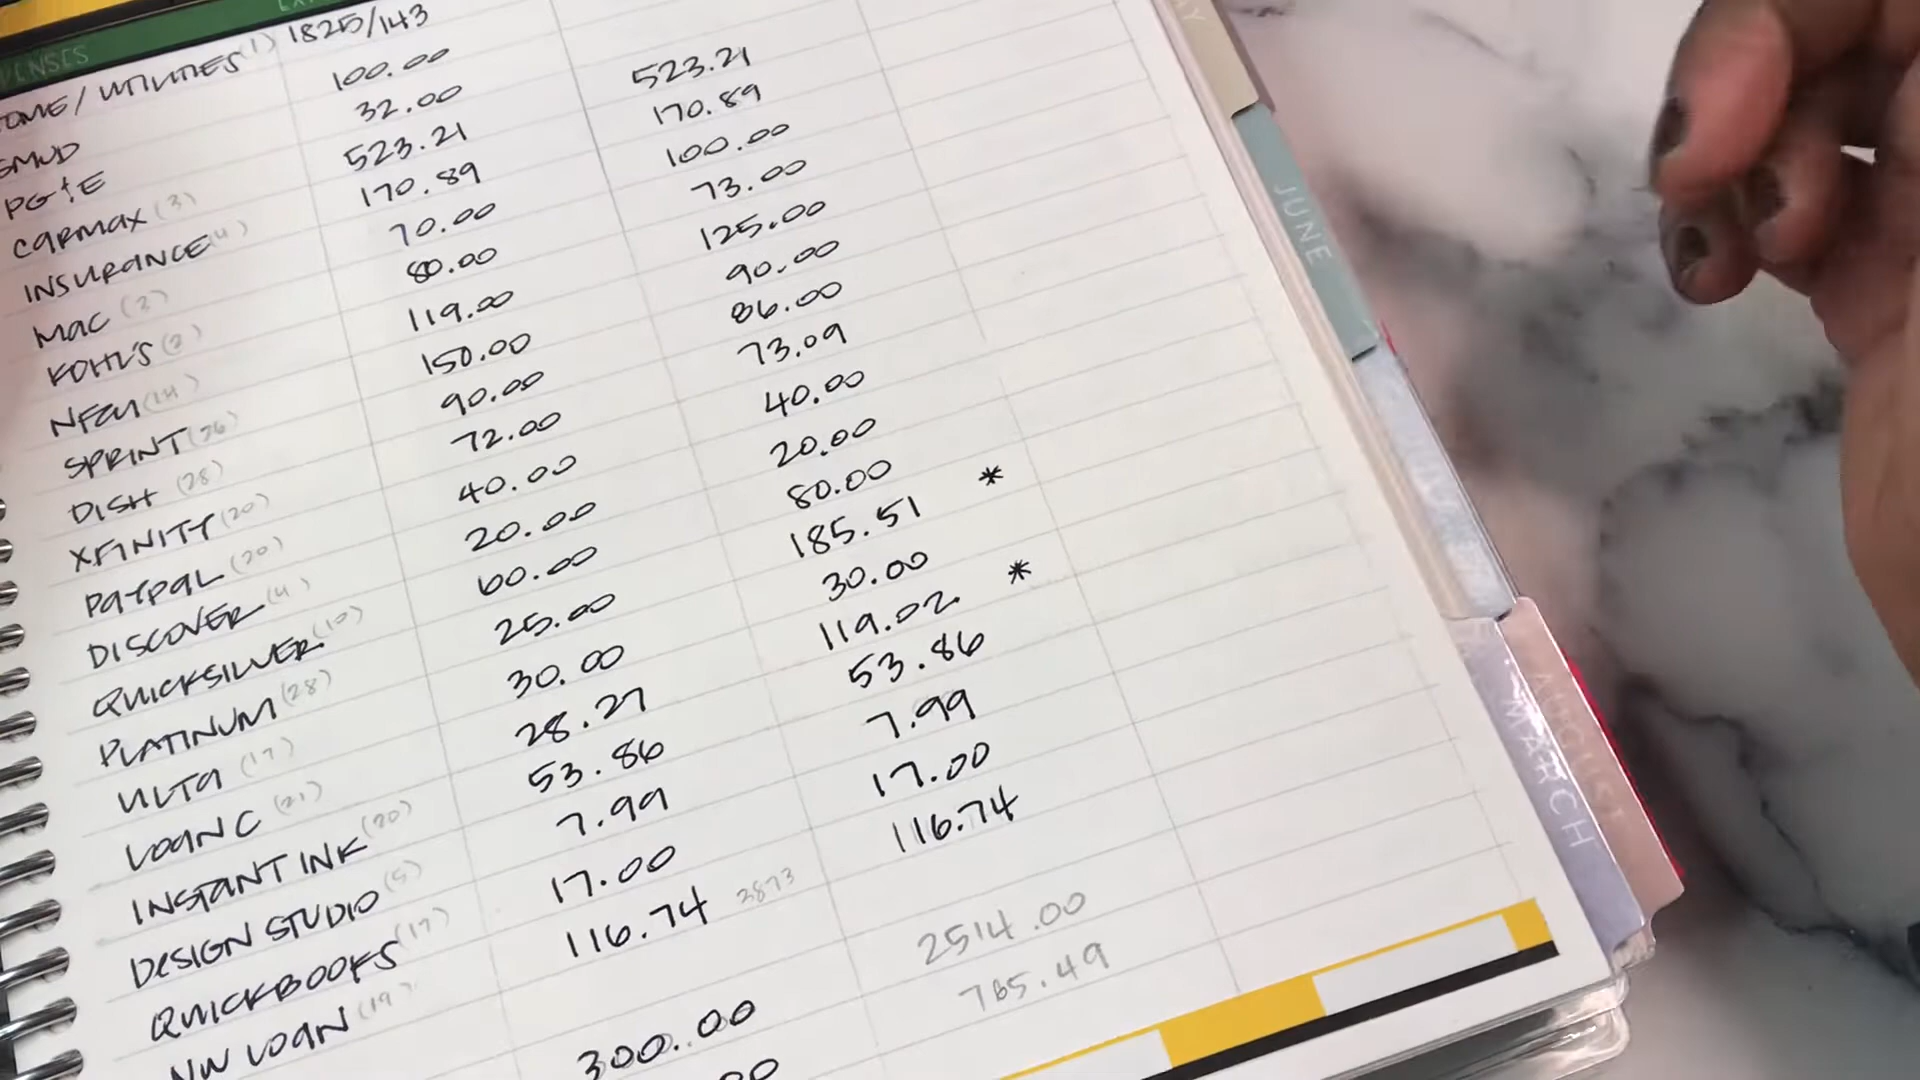 PENSES
OME / UTILITIES (1) 1825/143
SMUD 100.00
PG&E 32.00
CARMAX (3) 523.21 523.21
INSURANCE (4) 170.89 170.89
MAC (2) 70.00 100.00
KOHL'S (2) 80.00 73.00
NFCU (14) 119.00 125.00
SPRINT (26) 150.00 90.00
DISH (28) 90.00 86.00
XFINITY (20) 72.00 73.09
PAYPAL (20) 40.00 40.00
DISCOVER (4) 20.00 20.00
QUICKSILVER (10) 60.00 80.00
PLATINUM (28) 25.00 185.51 *
ULTA (17) 30.00 30.00
LOAN C (21) 28.27 119.02 *
INSTANT INK (20) 53.86 53.86
DESIGN STUDIO (5) 7.99 7.99
QUICKBOOKS (17) 17.00 17.00
NW LOAN (19) 116.74 3873 116.74
2514.00
300.00 765.49
JUNE
AUGUST
MARCH